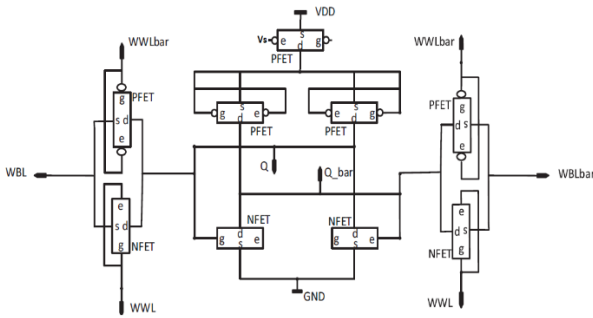 VDD
Vs e s d g
PFET
WWLbar WWLbar
g PFET PFET g
s d e d s e
g s d e e s d g
PFET PFET
WBL Q Q_bar WBLbar
e s d g NFET NFET e d s g
g d s e g d s e
NFET NFET
GND
WWL WWL